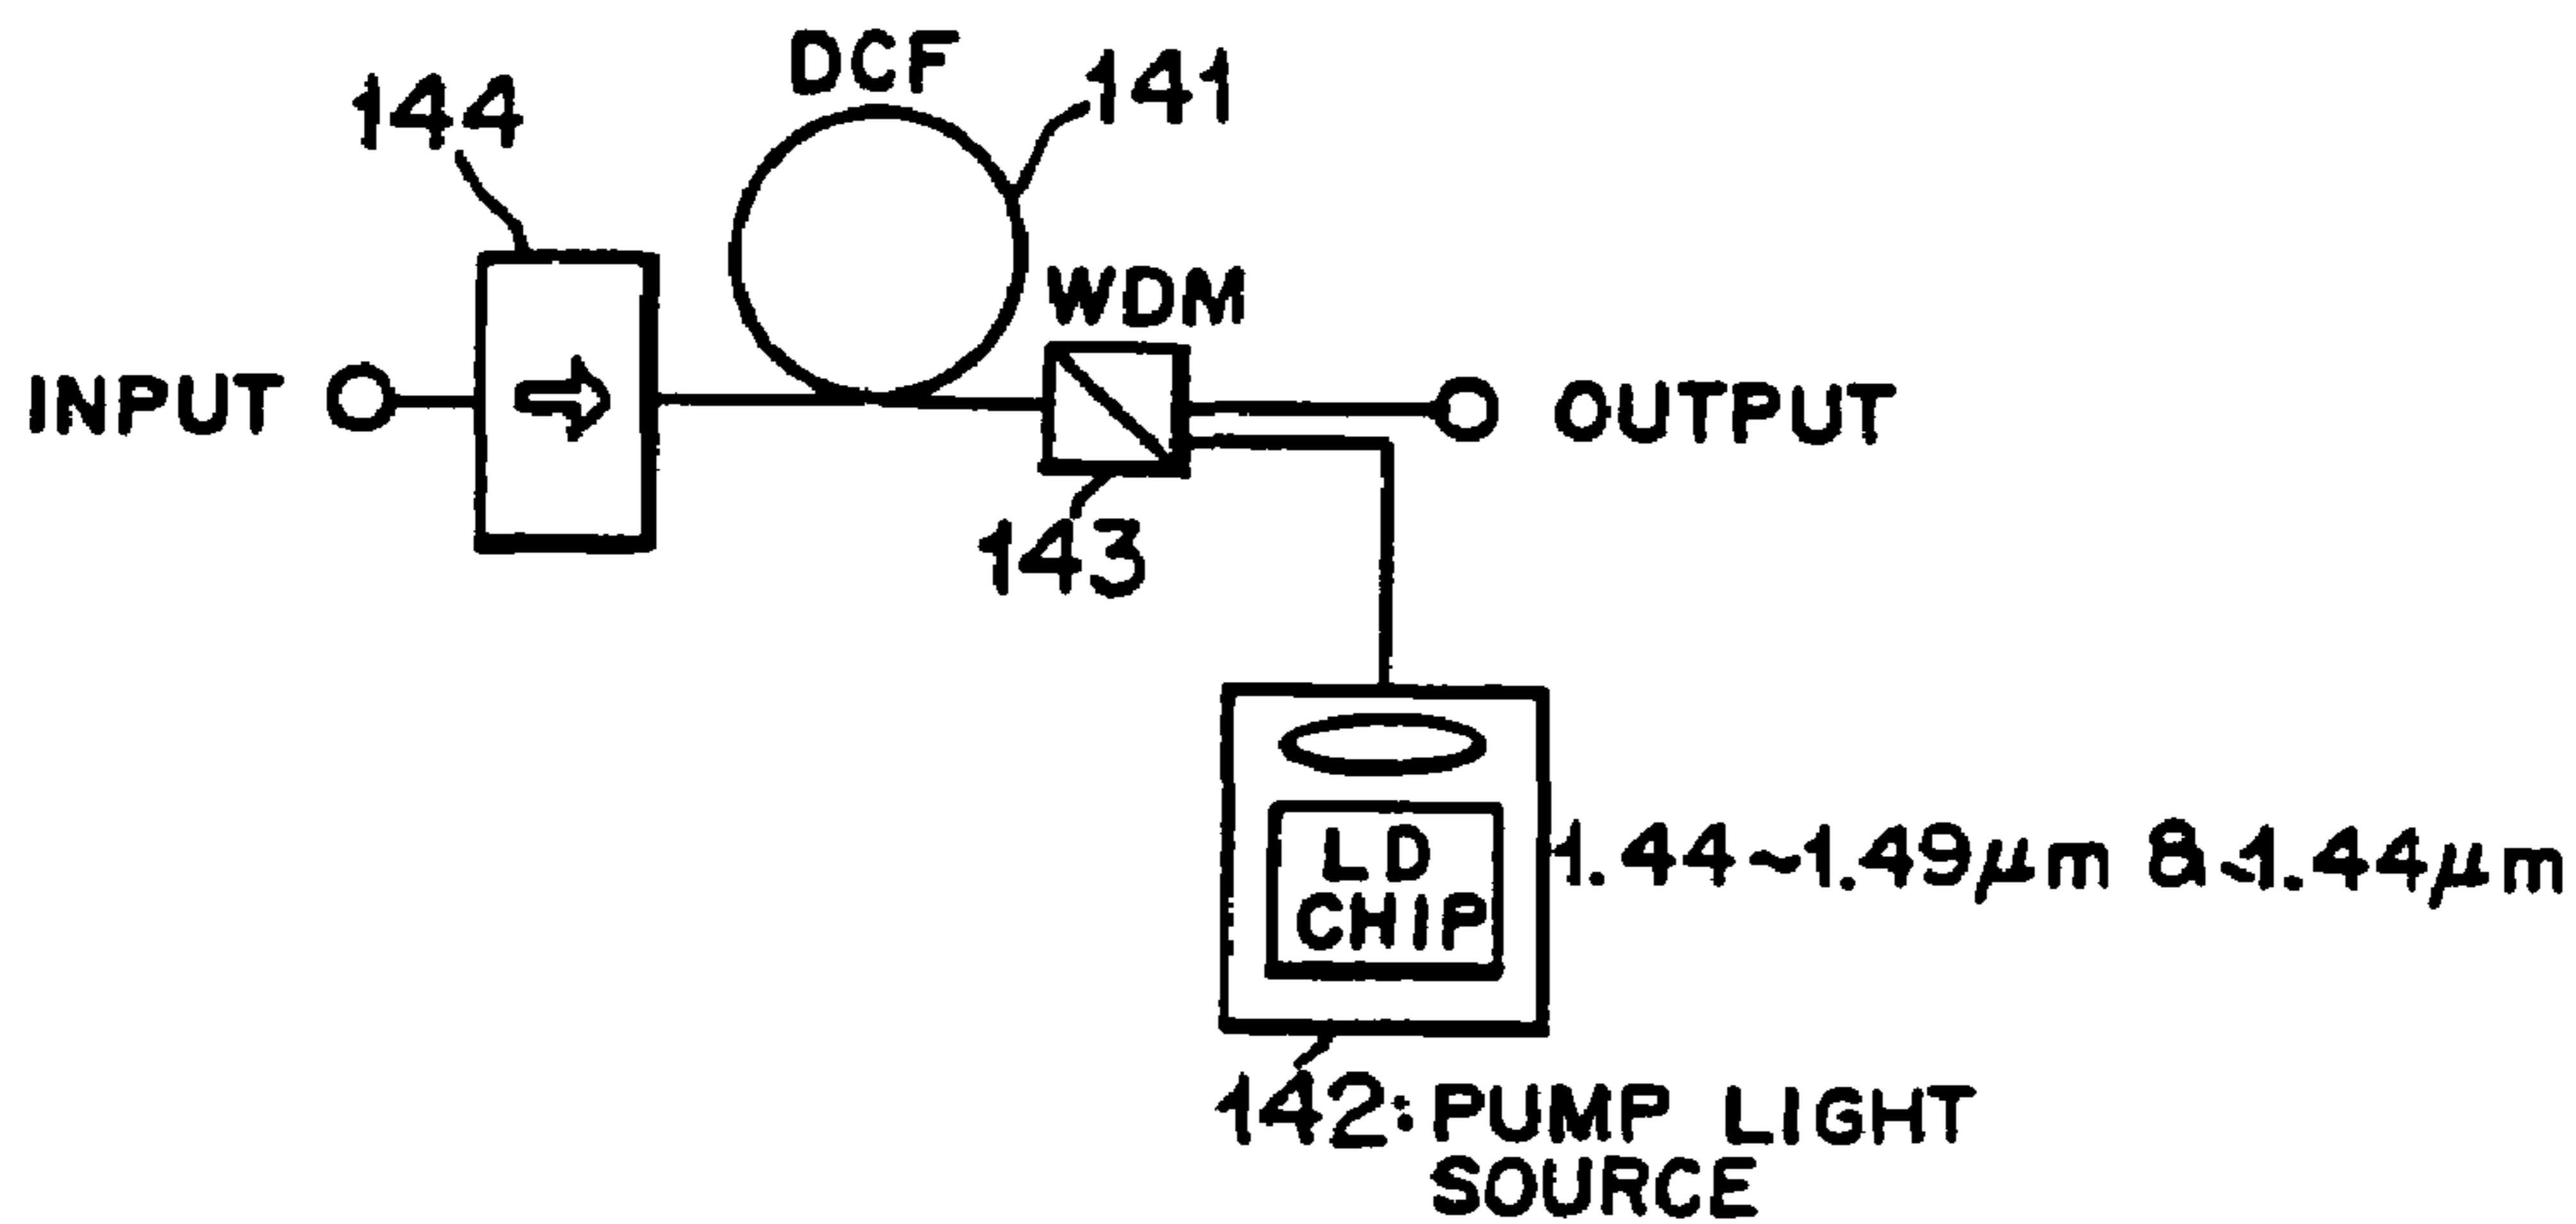 DCF
141
144
WDM
INPUT
OUTPUT
143
LD
CHIP
1.44~1.49μm & ~1.44μm
142: PUMP LIGHT
SOURCE